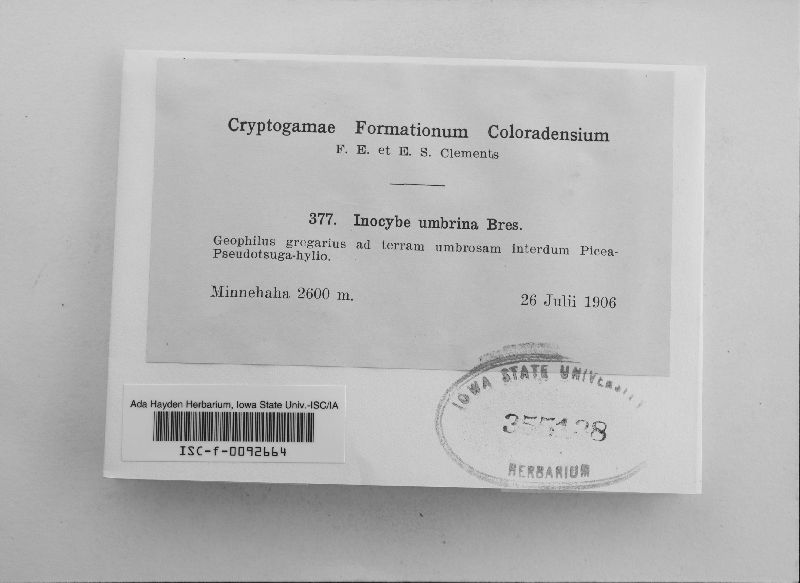 Cryptogamae Formationum Coloradensium
F. E. et E. S. Clements
377. Inocybe umbrina Bres.
Geophilus gregarius ad terram umbrosam interdum Picea-
Pseudotsuga-hylio.
Minnehaha 2600 m. 26 Julii 1906
IOWA STATE UNIVERSITY
355138
HERBARIUM
Ada Hayden Herbarium, Iowa State Univ.-ISC/IA
ISC-f-0092664